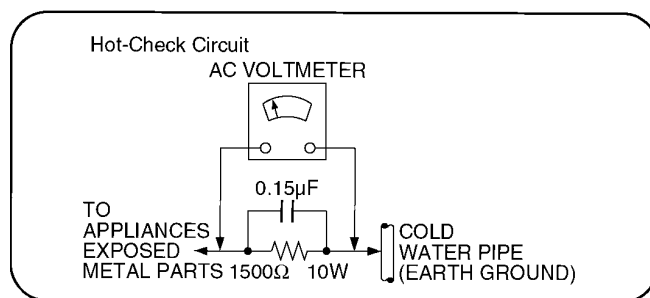 Hot-Check Circuit
AC VOLTMETER
0.15µF
TO
APPLIANCES
EXPOSED
METAL PARTS
1500Ω 10W
COLD
WATER PIPE
(EARTH GROUND)